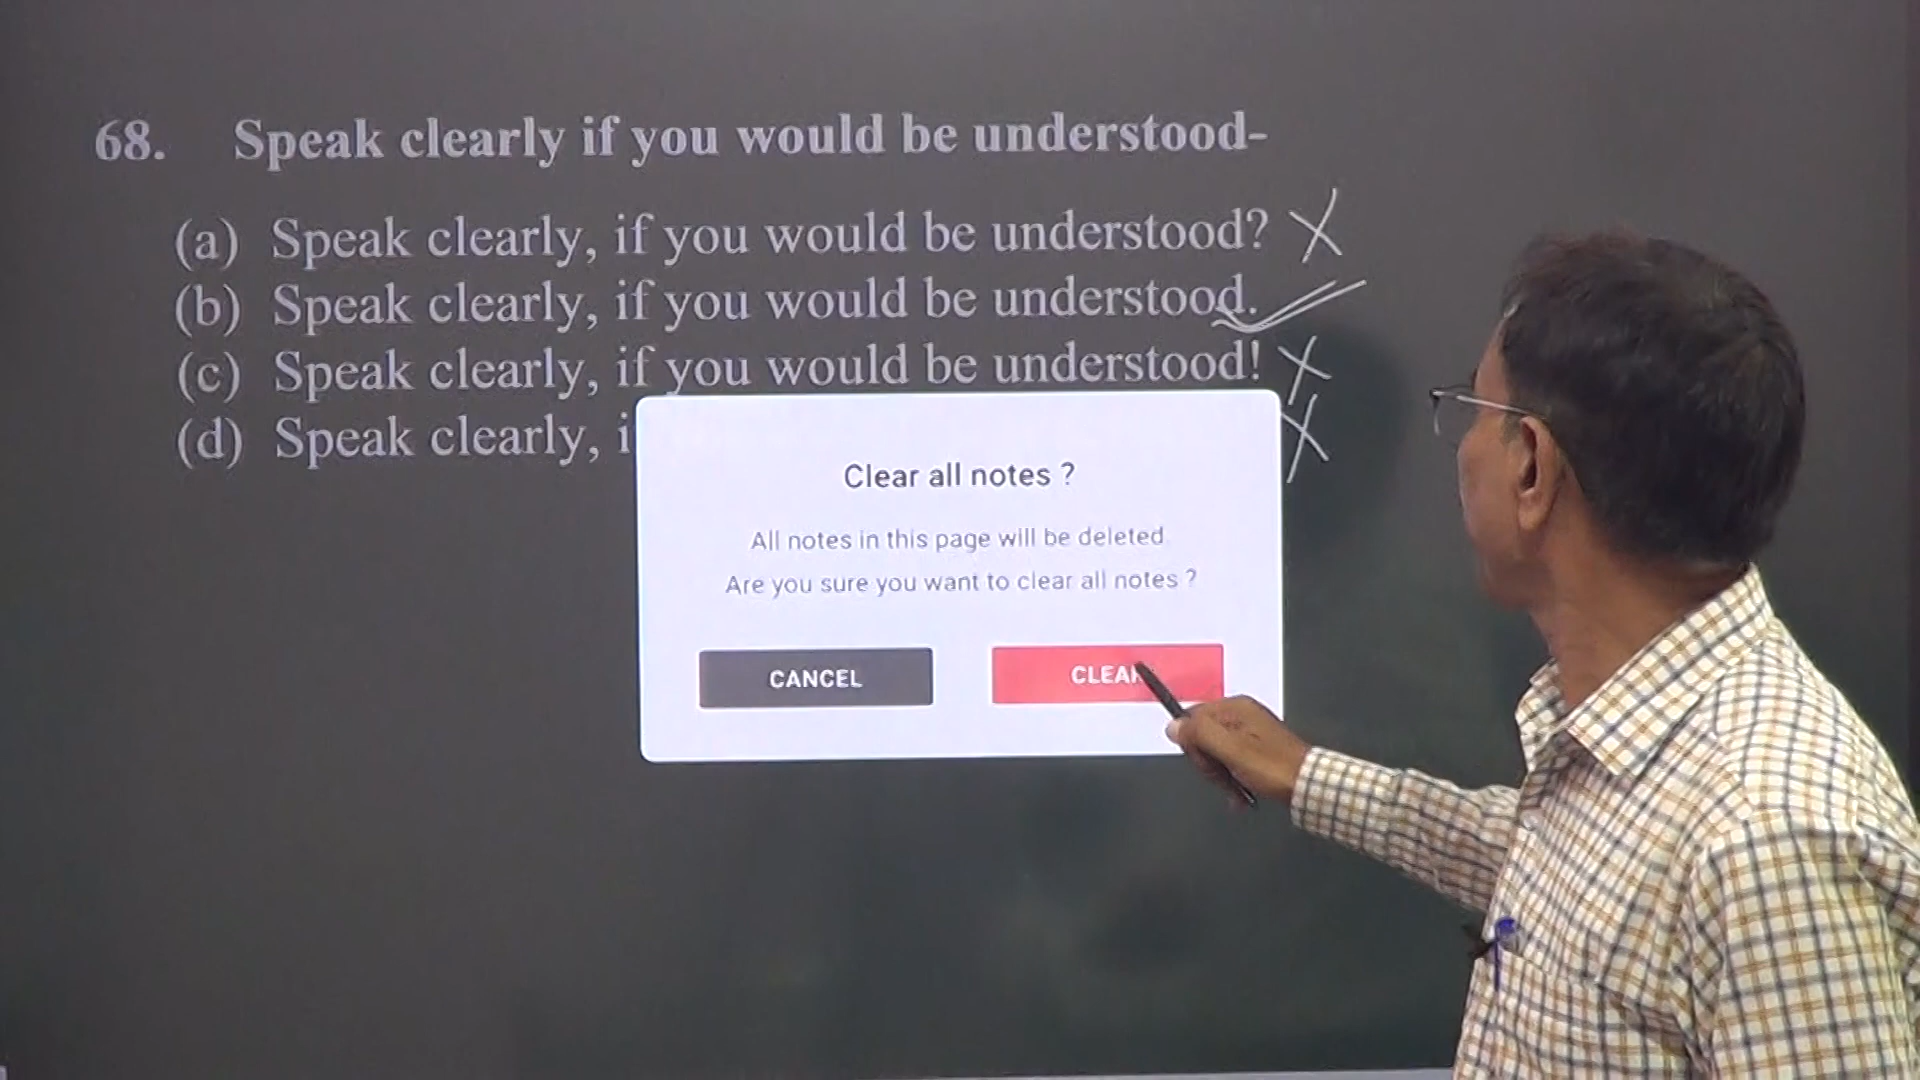 68. Speak clearly if you would be understood-
(a) Speak clearly, if you would be understood?
(b) Speak clearly, if you would be understood.
(c) Speak clearly, if you would be understood!
(d) Speak clearly, i
Clear all notes ?
All notes in this page will be deleted.
Are you sure you want to clear all notes ?
CANCEL
CLEAR